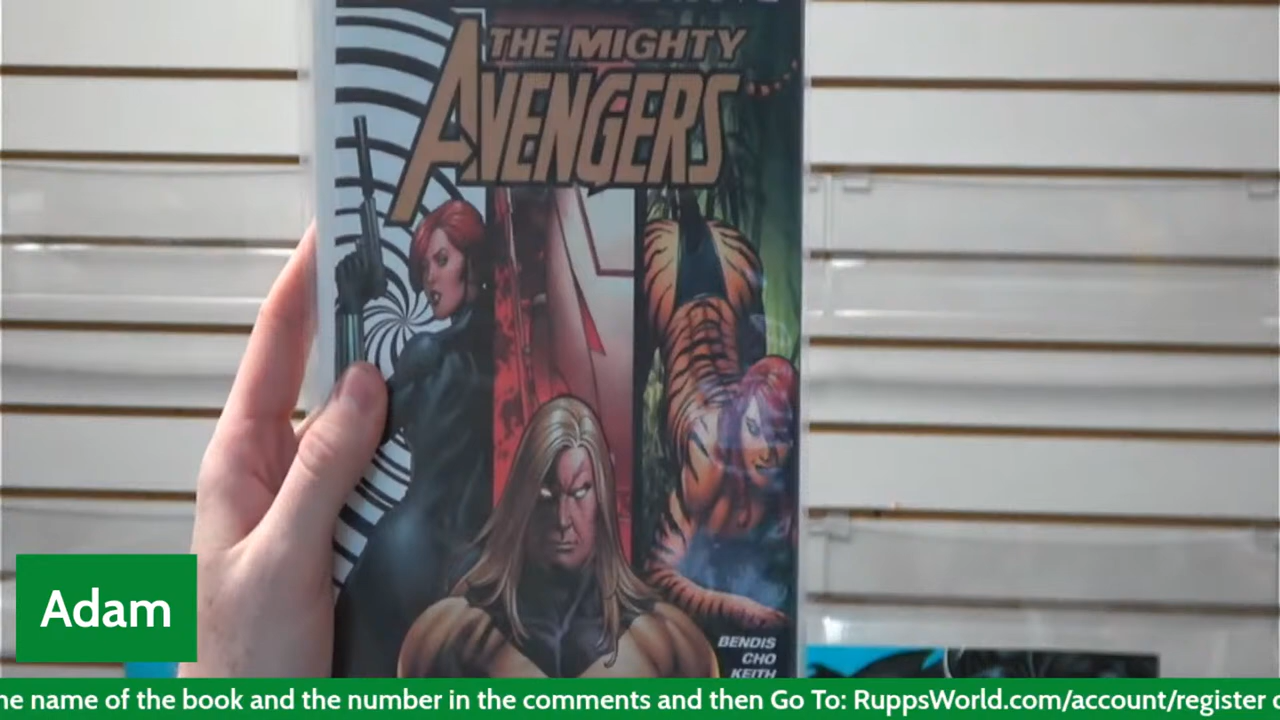 THE MIGHTY
AVENGERS
BENDIS
CHO
KEITH
Adam
he name of the book and the number in the comments and then Go To: RuppsWorld.com/account/register